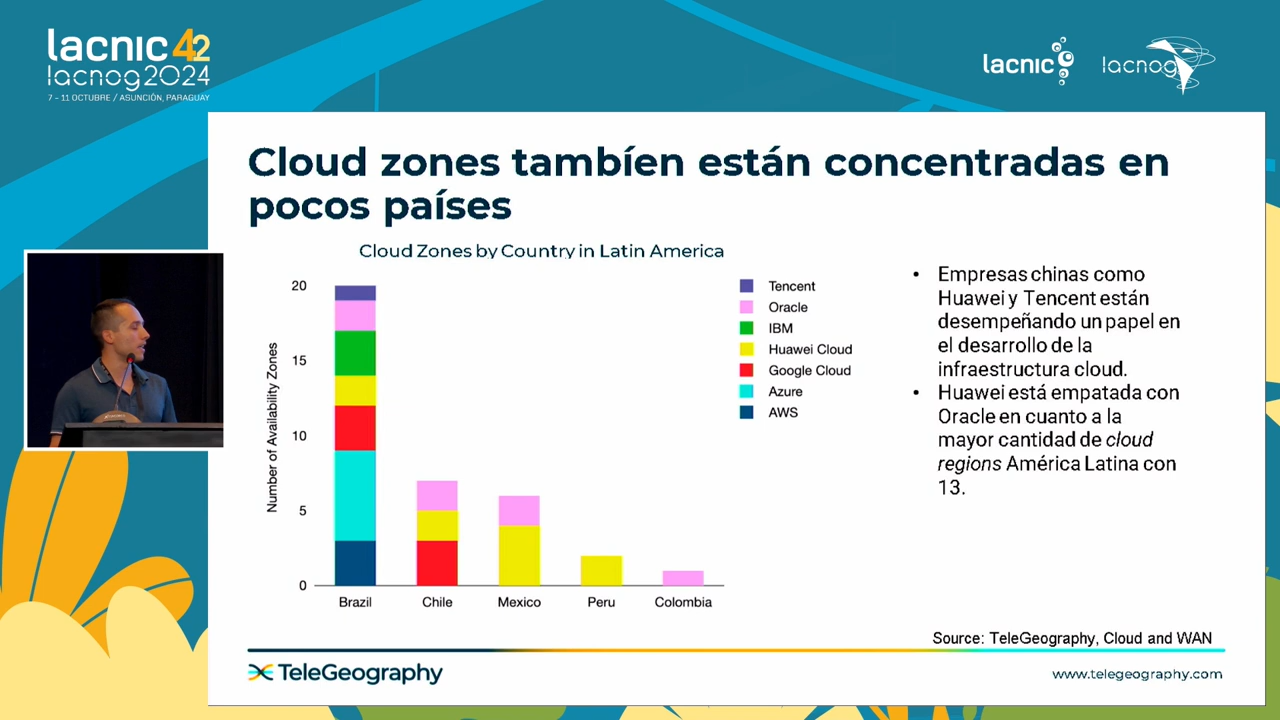 lacnic 42
lacnog2024
7 - 11 OCTUBRE / ASUNCIÓN, PARAGUAY
lacnic
lacnog
Cloud zones tambíen están concentradas en
pocos países
Cloud Zones by Country in Latin America
Number of Availability Zones
20
15
10
5
0
Brazil
Chile
Mexico
Peru
Colombia
Tencent
Oracle
IBM
Huawei Cloud
Google Cloud
Azure
AWS
• Empresas chinas como
Huawei y Tencent están
desempeñando un papel en
el desarrollo de la
infraestructura cloud.
• Huawei está empatada con
Oracle en cuanto a la
mayor cantidad de cloud
regions América Latina con
13.
Source: TeleGeography, Cloud and WAN
TeleGeography
www.telegeography.com